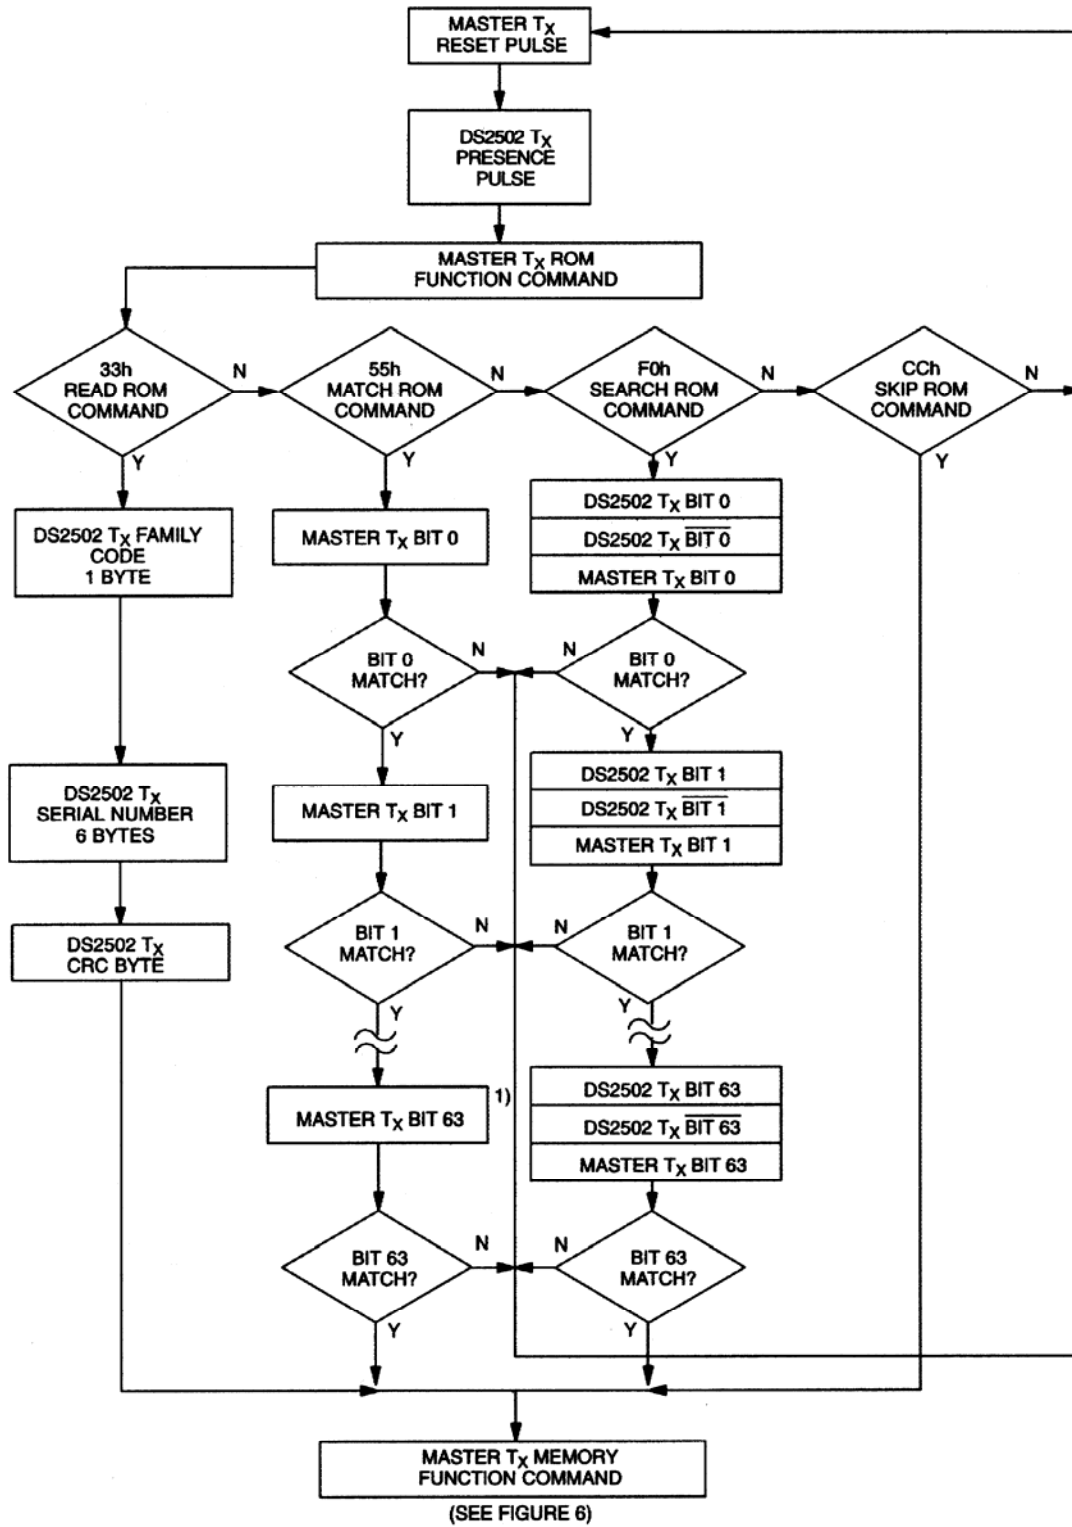 MASTER TX
RESET PULSE
DS2502 TX
PRESENCE
PULSE
MASTER TX ROM
FUNCTION COMMAND
33h
READ ROM
COMMAND
N
Y
55h
MATCH ROM
COMMAND
N
Y
F0h
SEARCH ROM
COMMAND
N
Y
CCh
SKIP ROM
COMMAND
N
Y
DS2502 TX FAMILY
CODE
1 BYTE
DS2502 TX
SERIAL NUMBER
6 BYTES
DS2502 TX
CRC BYTE
MASTER TX BIT 0
BIT 0
MATCH?
N
Y
MASTER TX BIT 1
BIT 1
MATCH?
N
Y
MASTER TX BIT 63
1)
BIT 63
MATCH?
N
Y
DS2502 TX BIT 0
DS2502 TX B̅I̅T̅ ̅0̅
MASTER TX BIT 0
BIT 0
MATCH?
N
Y
DS2502 TX BIT 1
DS2502 TX B̅I̅T̅ ̅1̅
MASTER TX BIT 1
BIT 1
MATCH?
N
Y
DS2502 TX BIT 63
DS2502 TX B̅I̅T̅ ̅6̅3̅
MASTER TX BIT 63
BIT 63
MATCH?
N
Y
MASTER TX MEMORY
FUNCTION COMMAND
(SEE FIGURE 6)